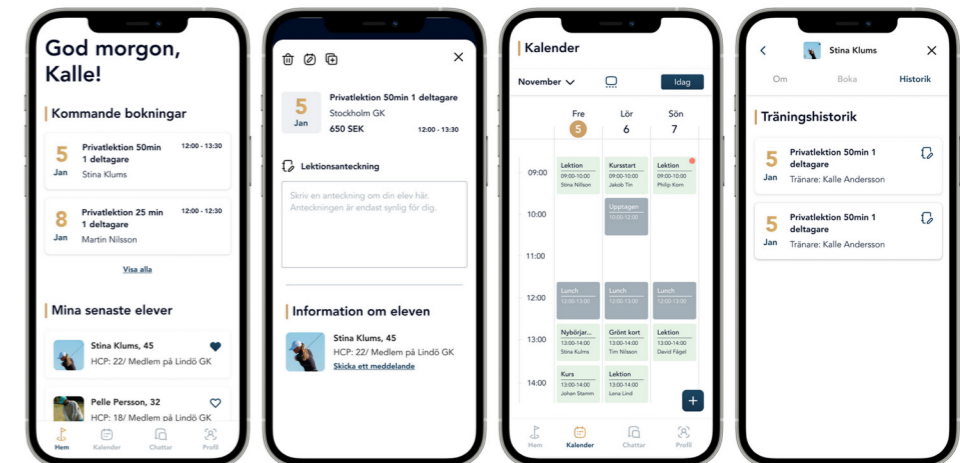 God morgon,
Kalle!
Kommande bokningar
5
Jan
Privatlektion 50min
1 deltagare
12:00 - 13:30
Stina Klums
8
Jan
Privatlektion 25 min
1 deltagare
12:00 - 12:30
Martin Nilsson
Visa alla
Mina senaste elever
Stina Klums, 45
HCP: 22/ Medlem på Lindö GK
Pelle Persson, 32
HCP: 18/ Medlem på Lindö GK
Hem Kalender Chattar Profil
5
Jan
Privatlektion 50min 1 deltagare
Stockholm GK
650 SEK 12:00 - 13:30
Lektionsanteckning
Skriv en anteckning om din elev här.
Anteckningen är endast synlig för dig.
Information om eleven
Stina Klums, 45
HCP: 22/ Medlem på Lindö GK
Skicka ett meddelande
Kalender
November Idag
Fre Lör Sön
5 6 7
09:00
Lektion
09:00-10:00
Stina Nilfson
Kursstart
09:00-10:00
Jakob Tin
Lektion
09:00-10:00
Philip Korn
10:00
Upptagen
10:00-12:00
11:00
12:00
Lunch
12:00-13:00
Lunch
12:00-13:00
Lunch
12:00-13:00
13:00
Nybörjar...
13:00-14:00
Stine Kulms
Grönt kort
13:00-14:00
Tim Nilsson
Lektion
13:00-14:00
David Fägel
14:00
Kurs
13:00-14:00
Johan Stamm
Lektion
13:00-14:00
Lena Lind
Hem Kalender Chattar Profil
Stina Klums
Om Boka Historik
Träningshistorik
5
Jan
Privatlektion 50min 1
deltagare
Tränare: Kalle Andersson
5
Jan
Privatlektion 50min 1
deltagare
Tränare: Kalle Andersson